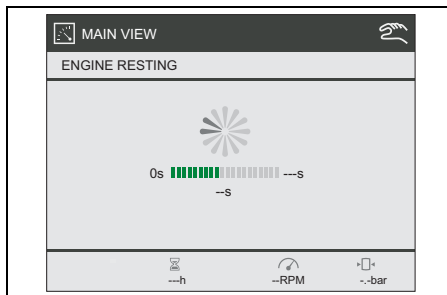 MAIN VIEW
ENGINE RESTING
0s ---s
--s
---h --RPM -.-bar